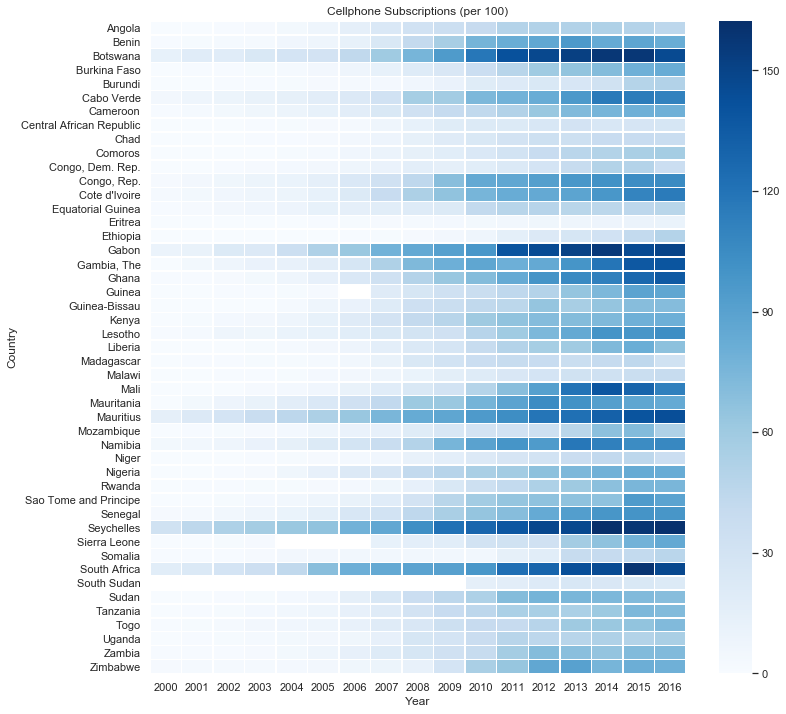 Cellphone Subscriptions (per 100)
Country
Angola
Benin
Botswana
Burkina Faso
Burundi
Cabo Verde
Cameroon
Central African Republic
Chad
Comoros
Congo, Dem. Rep.
Congo, Rep.
Cote d'Ivoire
Equatorial Guinea
Eritrea
Ethiopia
Gabon
Gambia, The
Ghana
Guinea
Guinea-Bissau
Kenya
Lesotho
Liberia
Madagascar
Malawi
Mali
Mauritania
Mauritius
Mozambique
Namibia
Niger
Nigeria
Rwanda
Sao Tome and Principe
Senegal
Seychelles
Sierra Leone
Somalia
South Africa
South Sudan
Sudan
Tanzania
Togo
Uganda
Zambia
Zimbabwe
2000 2001 2002 2003 2004 2005 2006 2007 2008 2009 2010 2011 2012 2013 2014 2015 2016
Year
150
120
90
60
30
0